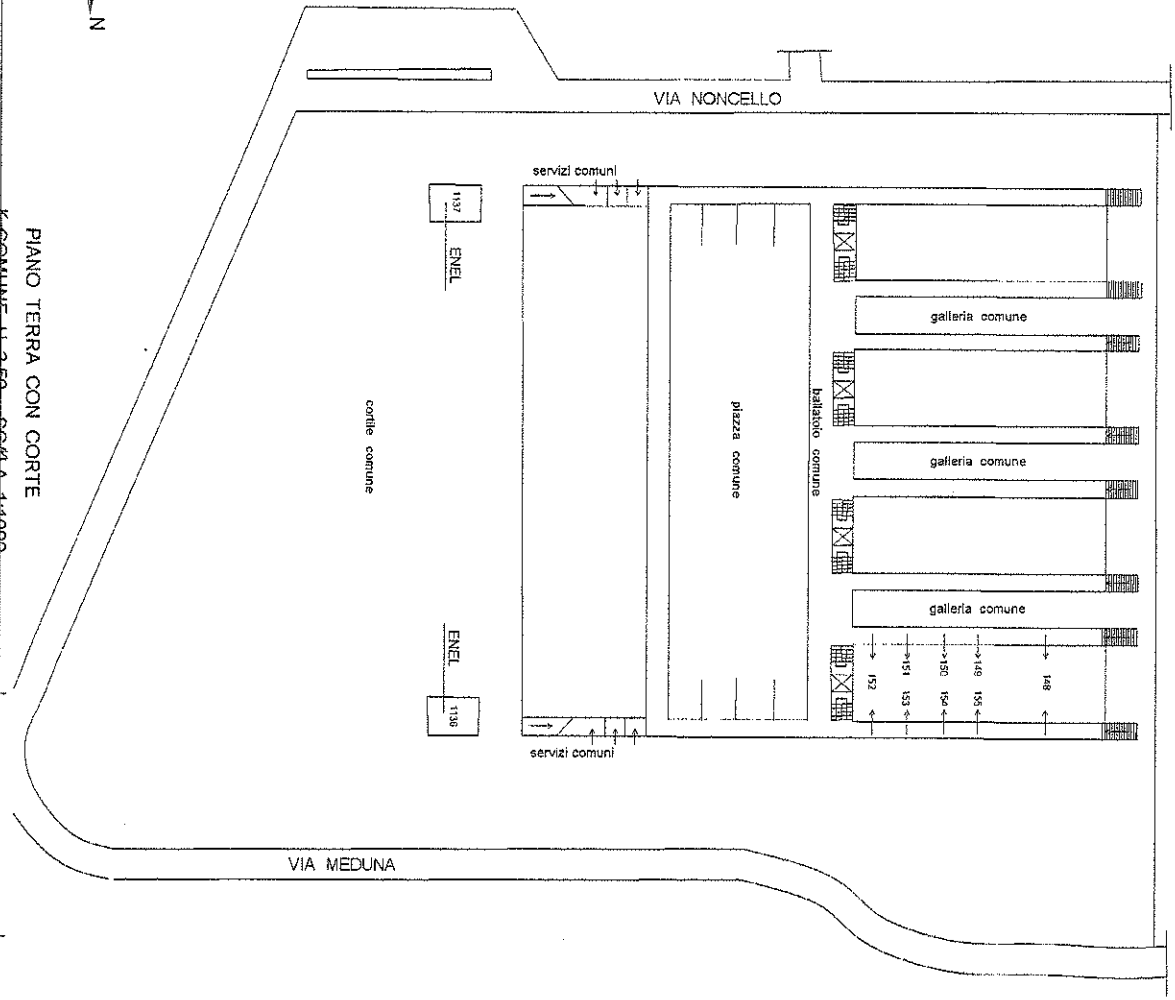 N
VIA NONCELLO
servizi comuni
1137
ENEL
galleria comune
ballatoio comune
piazza comune
cortile comune
galleria comune
galleria comune
148
149
150
151
152
153
154
155
ENEL
1136
servizi comuni
VIA MEDUNA
PIANO TERRA CON CORTE